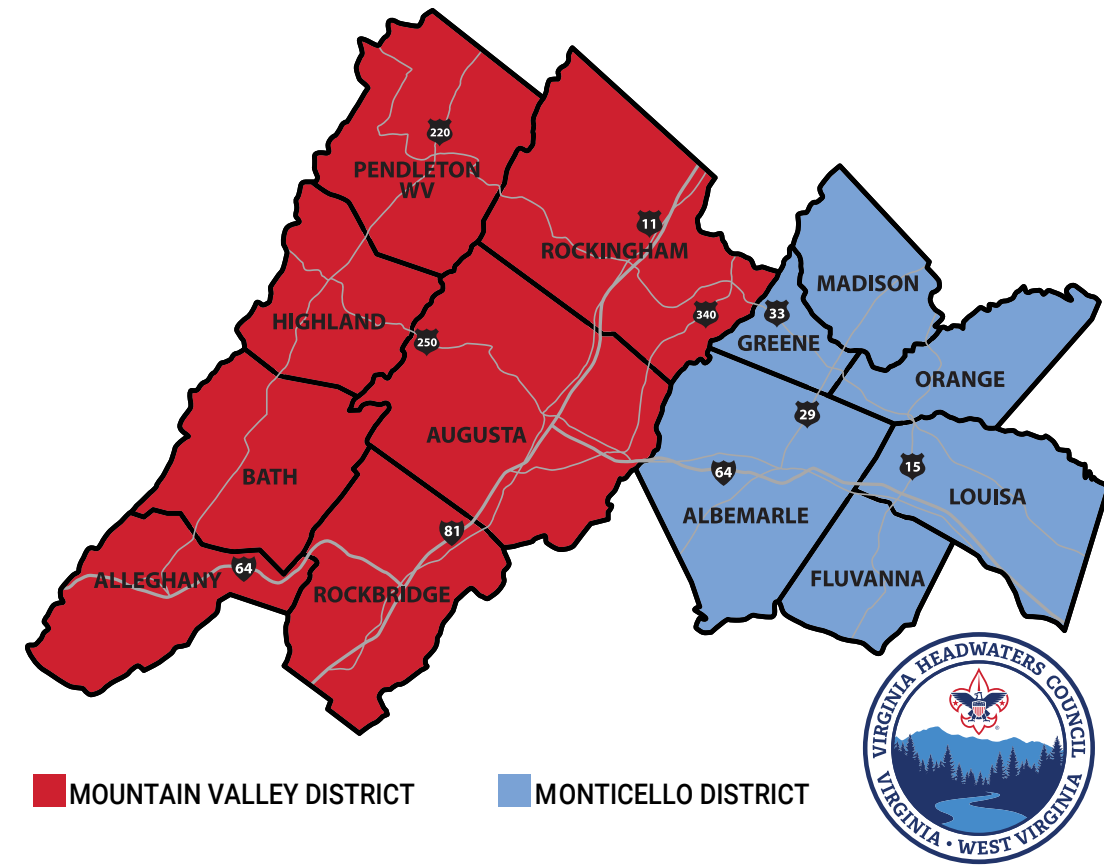 220
PENDLETON
WV
11
ROCKINGHAM
MADISON
HIGHLAND
250
340
33
GREENE
ORANGE
29
AUGUSTA
BATH
64
15
LOUISA
ALBEMARLE
81
64
ALLEGHANY
ROCKBRIDGE
FLUVANNA
VIRGINIA HEADWATERS COUNCIL
VIRGINIA • WEST VIRGINIA
MOUNTAIN VALLEY DISTRICT
MONTICELLO DISTRICT